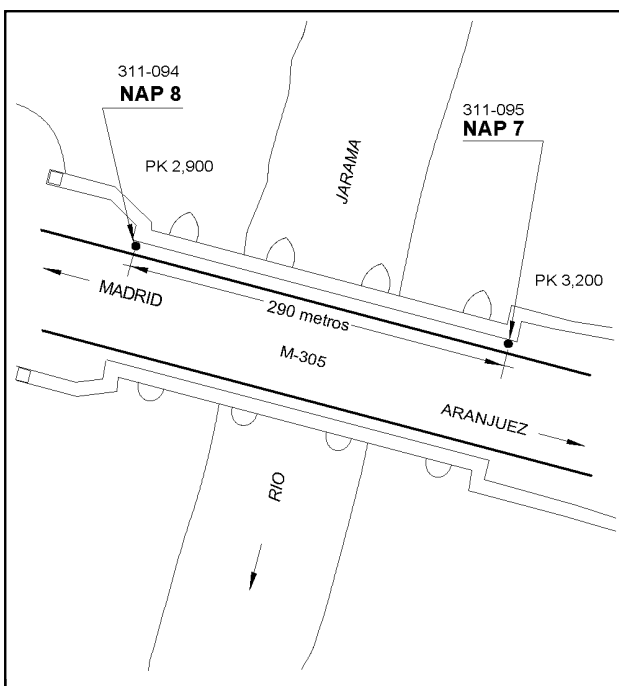 311-094
NAP 8
311-095
NAP 7
JARAMA
PK 2,900
PK 3,200
MADRID
290 metros
M-305
ARANJUEZ
RIO